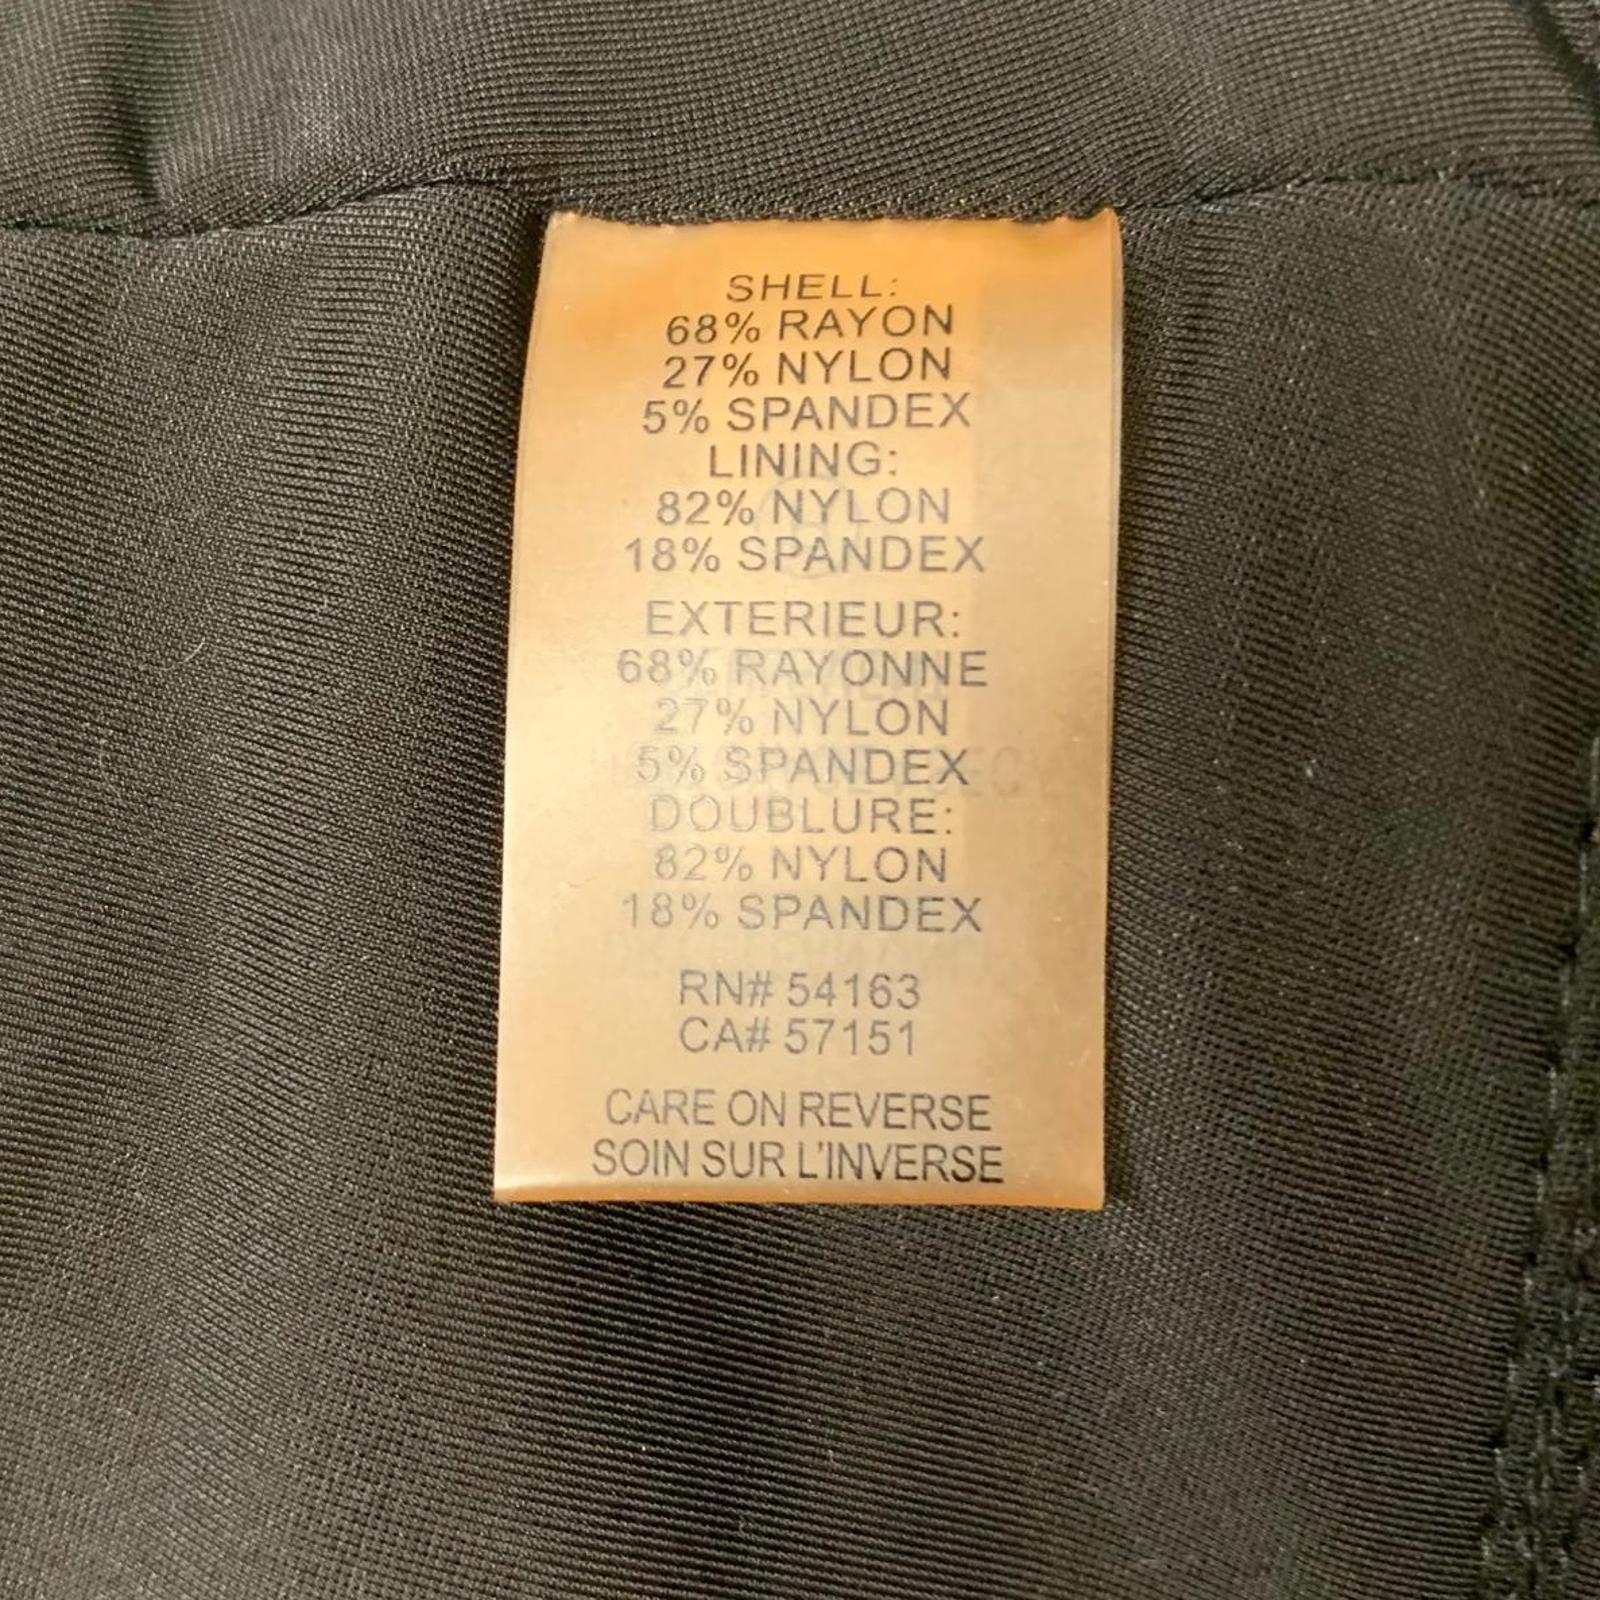 SHELL:
68% RAYON
27% NYLON
5% SPANDEX
LINING:
82% NYLON
18% SPANDEX
EXTERIEUR:
68% RAYONNE
27% NYLON
5% SPANDEX
DOUBLURE:
82% NYLON
18% SPANDEX
RN# 54163
CA# 57151
CARE ON REVERSE
SOIN SUR L'INVERSE